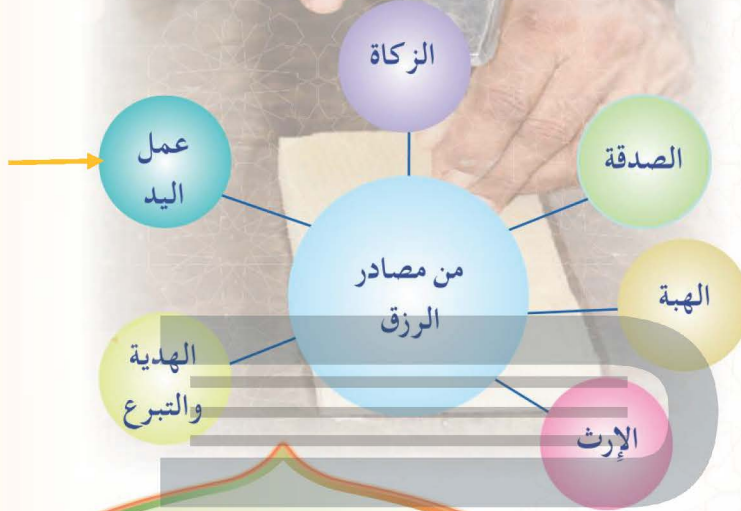 الزكاة
الصدقة
عمل
اليد
من مصادر
الرزق
الهبة
الهدية
والتبرع
الإرث